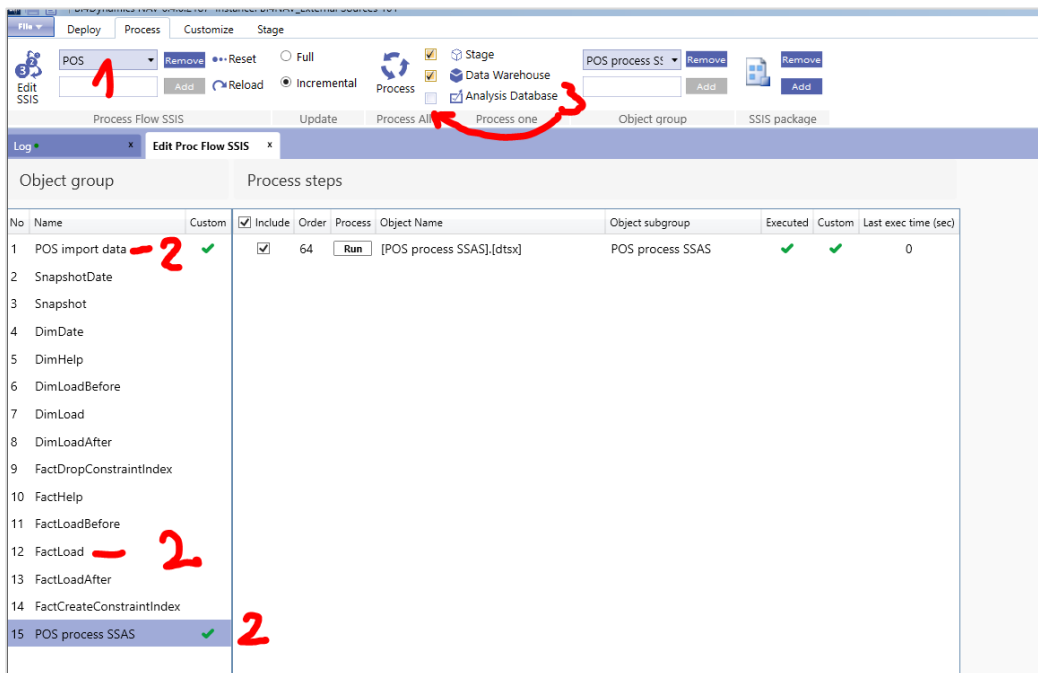 BI4Dynamics NAV
File Deploy Process Customize Stage
POS Remove Reset Full Stage POS process S Remove Remove
1 Data Warehouse
Edit SSIS Add Reload Incremental Process Analysis Database 3 Add Add
Process Flow SSIS Update Process All Process one Object group SSIS package
Log x Edit Proc Flow SSIS x
Object group Process steps
No Name Custom Include Order Process Object Name Object subgroup Executed Custom Last exec time (sec)
1 POS import data 2 64 Run [POS process SSAS].[dtsx] POS process SSAS 0
2 SnapshotDate
3 Snapshot
4 DimDate
5 DimHelp
6 DimLoadBefore
7 DimLoad
8 DimLoadAfter
9 FactDropConstraintIndex
10 FactHelp
11 FactLoadBefore
12 FactLoad 2.
13 FactLoadAfter
14 FactCreateConstraintIndex
15 POS process SSAS 2